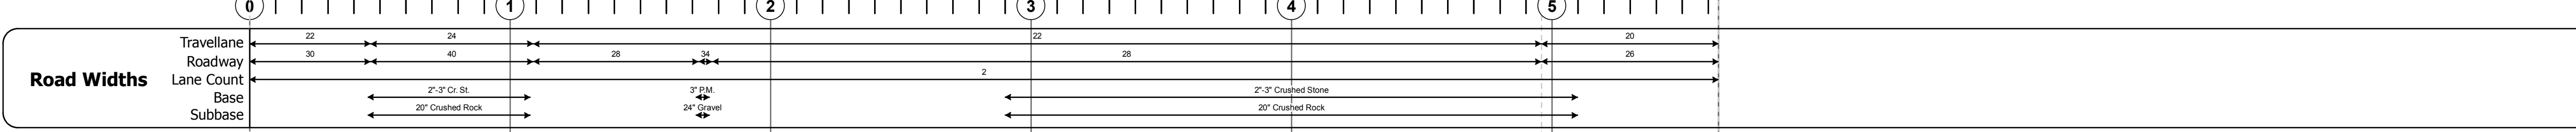 0 1 2 3 4 5
Road Widths
Travellane 22 24 22 20
Roadway 30 40 28 34 28 26
Lane Count 2
Base 2"-3" Cr. St. 3" P.M. 2"-3" Crushed Stone
Subbase 20" Crushed Rock 24" Gravel 20" Crushed Rock